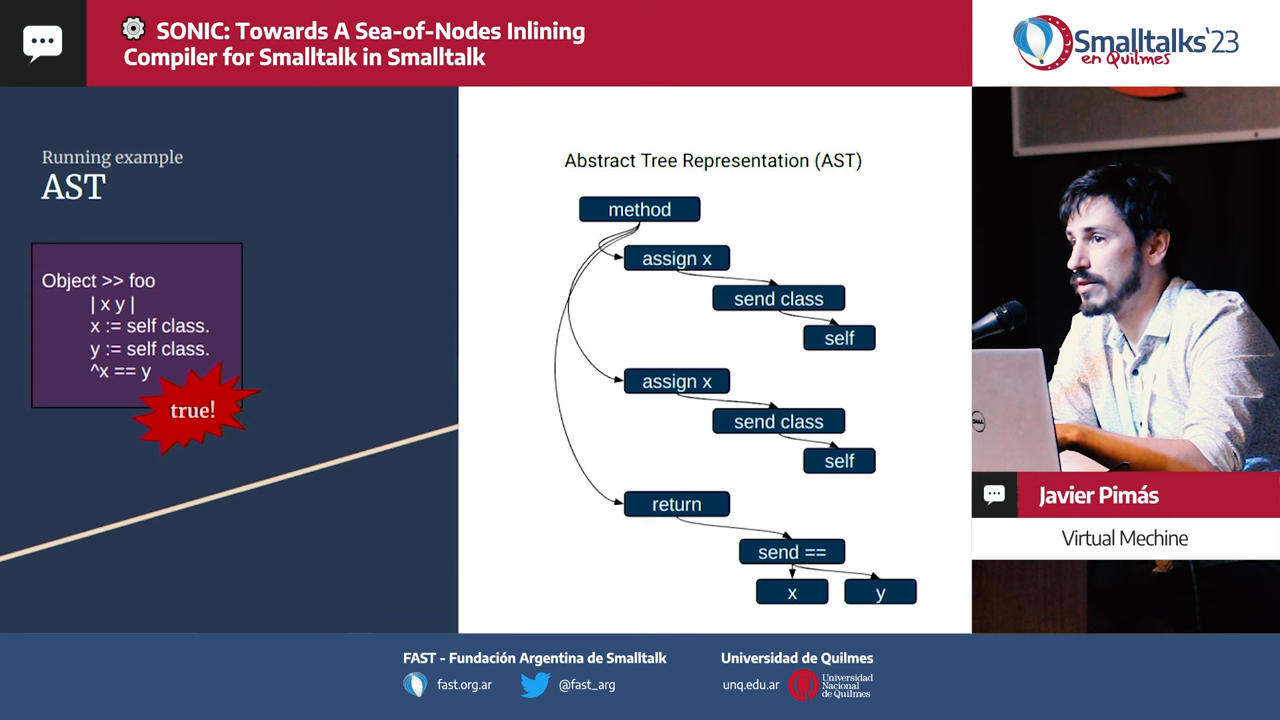 SONIC: Towards A Sea-of-Nodes Inlining
Compiler for Smalltalk in Smalltalk
Smalltalks'23
en Quilmes
Running example
AST
Object >> foo
| x y |
x := self class.
y := self class.
^x == y
true!
Abstract Tree Representation (AST)
method
assign x
send class
self
assign x
send class
self
return
send ==
x
y
DELL
Javier Pimás
Virtual Mechine
FAST - Fundación Argentina de Smalltalk
fast.org.ar
@fast_arg
Universidad de Quilmes
unq.edu.ar
Universidad
Nacional
de Quilmes